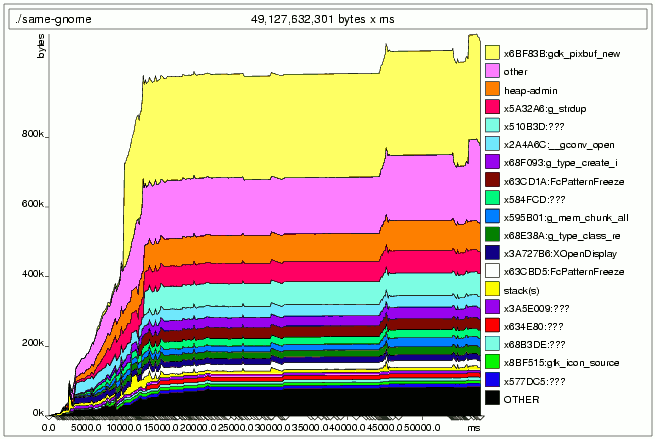 ./same-gnome 49,127,632,301 bytes x ms
bytes
x6BF83B:gdk_pixbuf_new
other
heap-admin
x5A32A6:g_strdup
x510B3D:???
x2A4A6C:__gconv_open
x68F093:g_type_create_i
x63CD1A:FcPatternFreeze
x584FCD:???
x595B01:g_mem_chunk_all
x68E38A:g_type_class_re
x3A727B6:XOpenDisplay
x63CBD5:FcPatternFreeze
stack(s)
x3A5E009:???
x634E80:???
x68B3DE:???
x8BF515:gtk_icon_source
x577DC5:???
OTHER
800k
600k
400k
200k
0k
0.0 5000.0 10000.0 15000.0 20000.0 25000.0 30000.0 35000.0 40000.0 45000.0 50000.0 ms